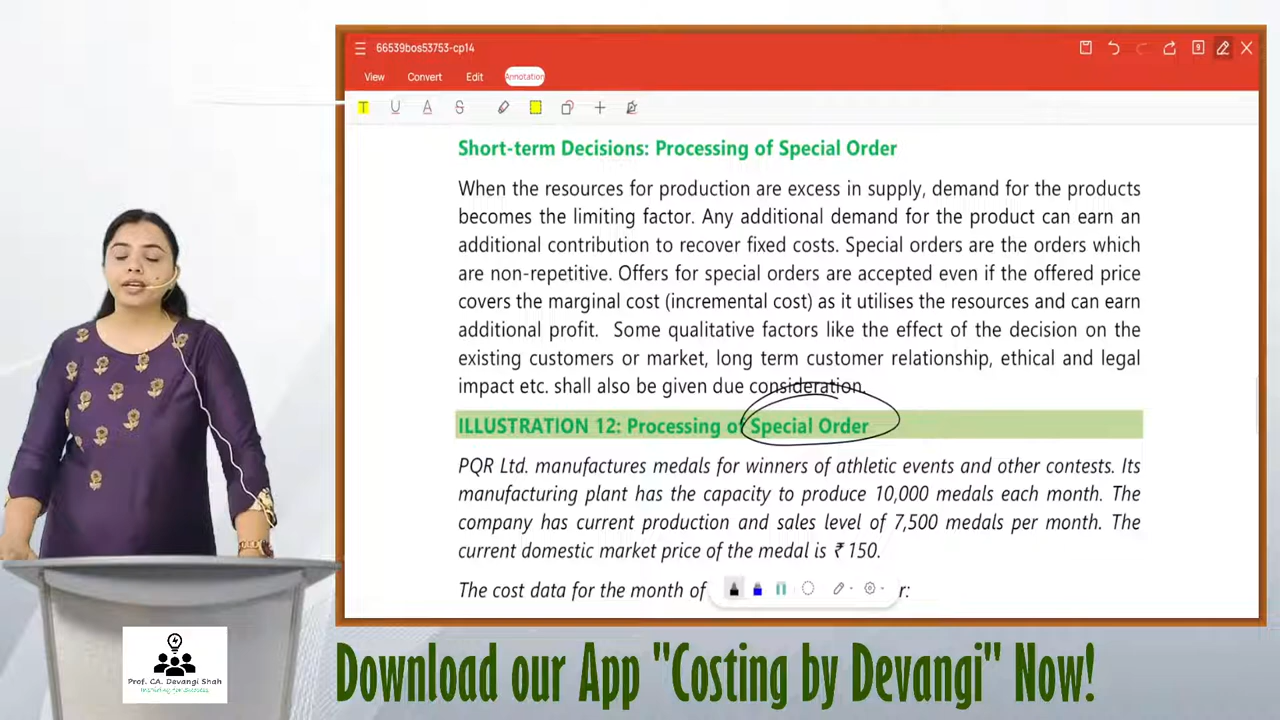 66539bos53753-cp14
View Convert Edit Annotation
T U A S
Short-term Decisions: Processing of Special Order
When the resources for production are excess in supply, demand for the products
becomes the limiting factor. Any additional demand for the product can earn an
additional contribution to recover fixed costs. Special orders are the orders which
are non-repetitive. Offers for special orders are accepted even if the offered price
covers the marginal cost (incremental cost) as it utilises the resources and can earn
additional profit. Some qualitative factors like the effect of the decision on the
existing customers or market, long term customer relationship, ethical and legal
impact etc. shall also be given due consideration.
ILLUSTRATION 12: Processing of Special Order
PQR Ltd. manufactures medals for winners of athletic events and other contests. Its
manufacturing plant has the capacity to produce 10,000 medals each month. The
company has current production and sales level of 7,500 medals per month. The
current domestic market price of the medal is ₹ 150.
The cost data for the month of r:
Prof. CA. Devangi Shah
Download our App "Costing by Devangi" Now!